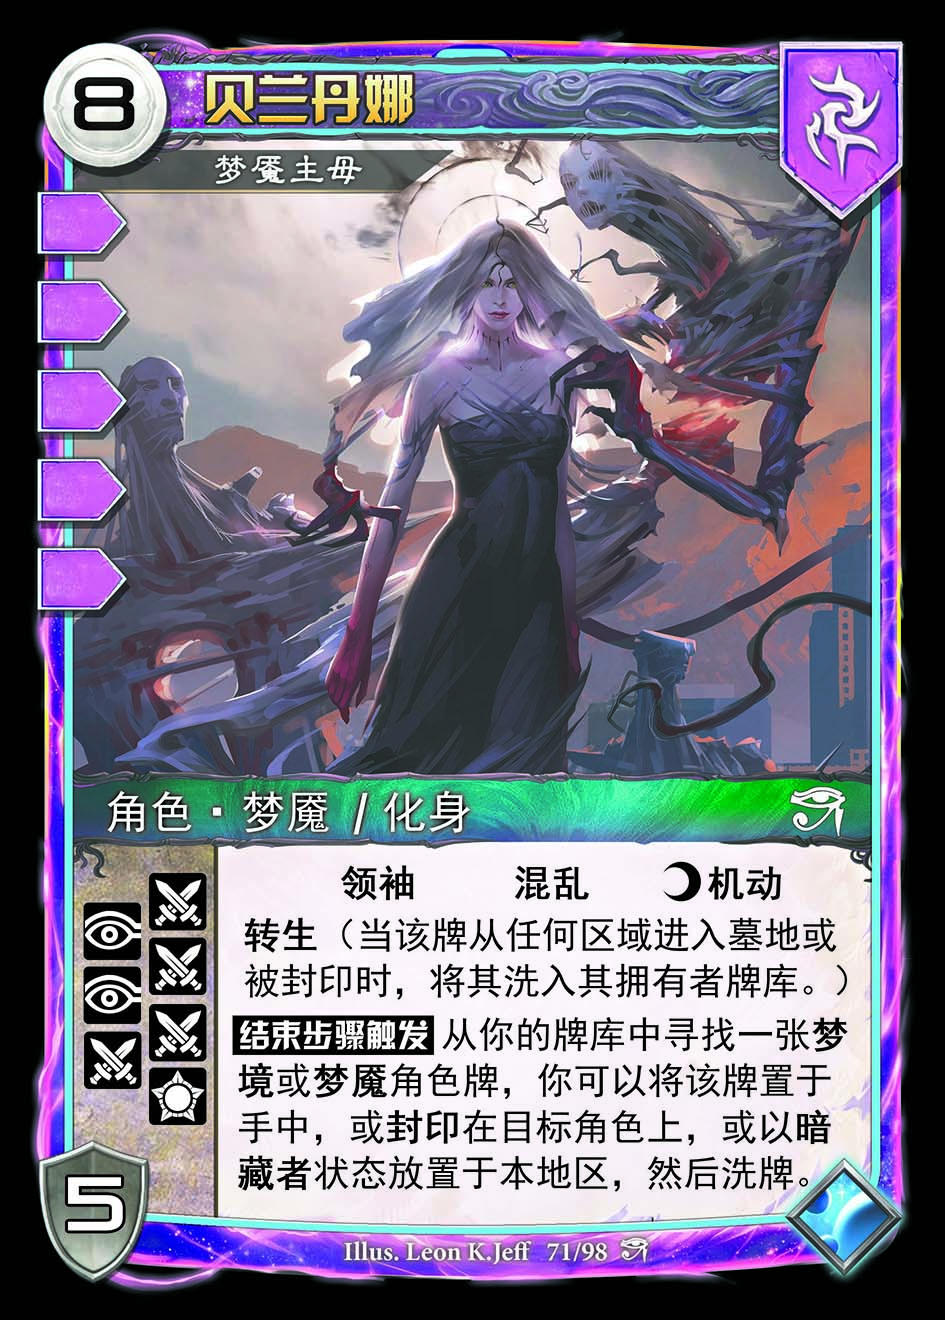 8
贝兰丹娜
梦魇主母
角色·梦魇 / 化身
领袖 混乱 机动
转生（当该牌从任何区域进入墓地或
被封印时，将其洗入其拥有者牌库。）
结束步骤触发 从你的牌库中寻找一张梦
境或梦魇角色牌，你可以将该牌置于
手中，或封印在目标角色上，或以暗
藏者状态放置于本地区，然后洗牌。
5
Illus. Leon K.Jeff 71/98